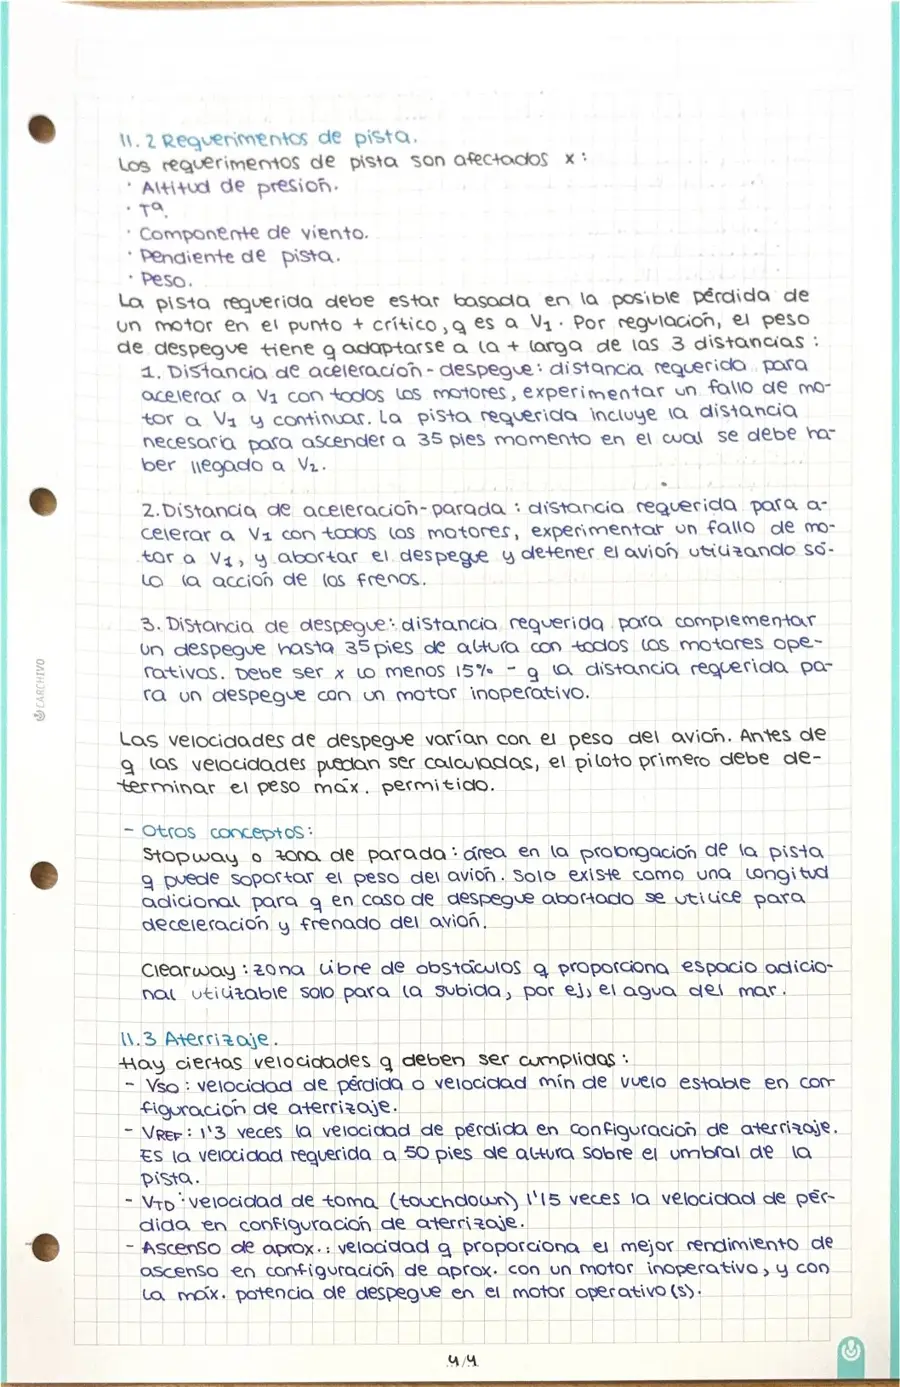 11.2 Requerimentos de pista.
Los requerimentos de pista son afectados x:
· Altitud de presión.
· Tª.
· Componente de viento.
· Pendiente de pista.
· Peso.
La pista requerida debe estar basada en la posible pérdida de
un motor en el punto + crítico, q es a V1. Por regulación, el peso
de despegue tiene q adaptarse a la + larga de las 3 distancias:
1. Distancia de aceleración-despegue: distancia requerida para
acelerar a V1 con todos los motores, experimentar un fallo de mo-
tor a V1 y continuar. La pista requerida incluye la distancia
necesaria para ascender a 35 pies momento en el cual se debe ha-
ber llegado a V2.
2. Distancia de aceleración-parada: distancia requerida para a-
celerar a V1 con todos los motores, experimentar un fallo de mo-
tor a V1, y abortar el despegue y detener el avión utilizando só-
lo la acción de los frenos.
3. Distancia de despegue: distancia requerida para complementar
un despegue hasta 35 pies de altura con todos los motores ope-
rativos. Debe ser x lo menos 15% - q la distancia requerida pa-
ra un despegue con un motor inoperativo.
CARCHIVO
Las velocidades de despegue varían con el peso del avión. Antes de
q las velocidades puedan ser calculadas, el piloto primero debe de-
terminar el peso máx. permitido.
- Otros conceptos:
Stopway o zona de parada: área en la prolongación de la pista
q puede soportar el peso del avión. Solo existe como una longitud
adicional para q en caso de despegue abortado se utilice para
deceleración y frenado del avión.
Clearway: zona libre de obstáculos q proporciona espacio adicio-
nal utilizable solo para la subida, por ej, el agua del mar.
11.3 Aterrizaje.
Hay ciertas velocidades q deben ser cumplidas:
- VSO: velocidad de pérdida o velocidad mín de vuelo estable en con-
figuración de aterrizaje.
- VREF: 1'3 veces la velocidad de pérdida en configuración de aterrizaje.
Es la velocidad requerida a 50 pies de altura sobre el umbral de la
pista.
- VTD: velocidad de toma (touchdown) 1'15 veces la velocidad de pér-
dida en configuración de aterrizaje.
- Ascenso de aprox.: velocidad q proporciona el mejor rendimiento de
ascenso en configuración de aprox. con un motor inoperativo, y con
la máx. potencia de despegue en el motor operativo(s).
4/4